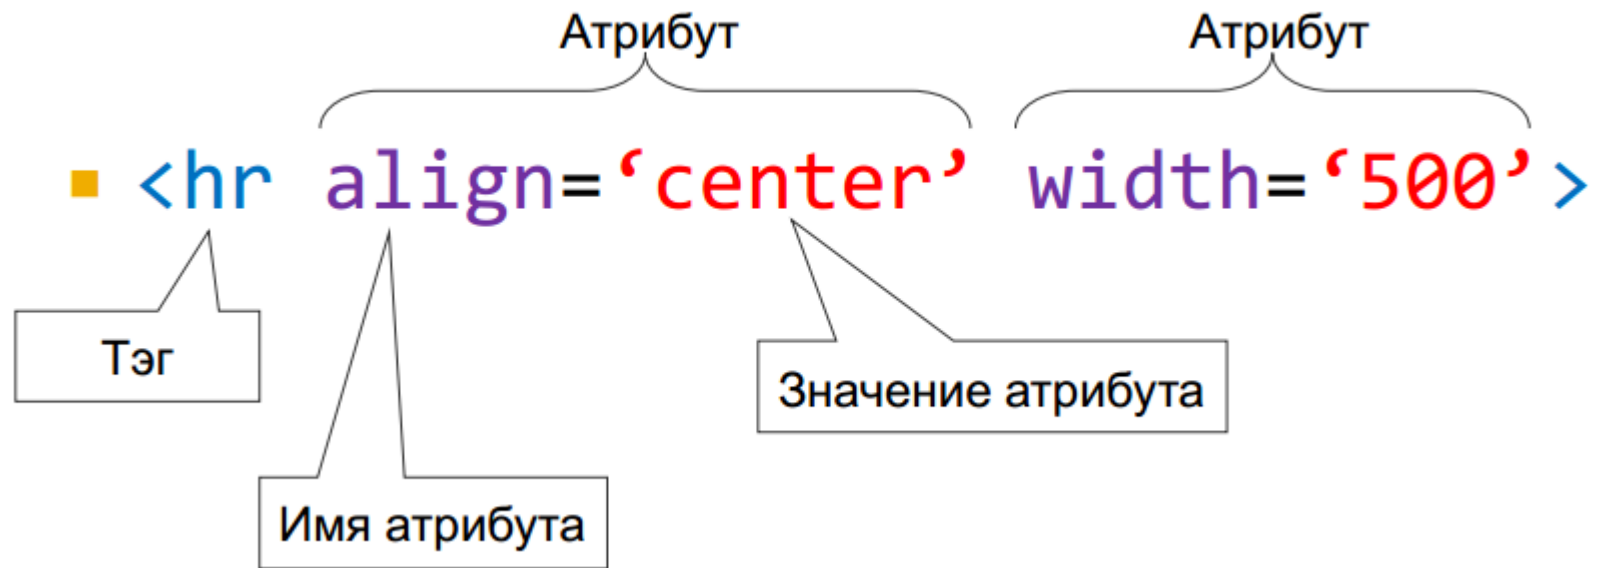 Атрибут Атрибут
<hr align=‘center’ width=‘500’>
Тэг
Значение атрибута
Имя атрибута